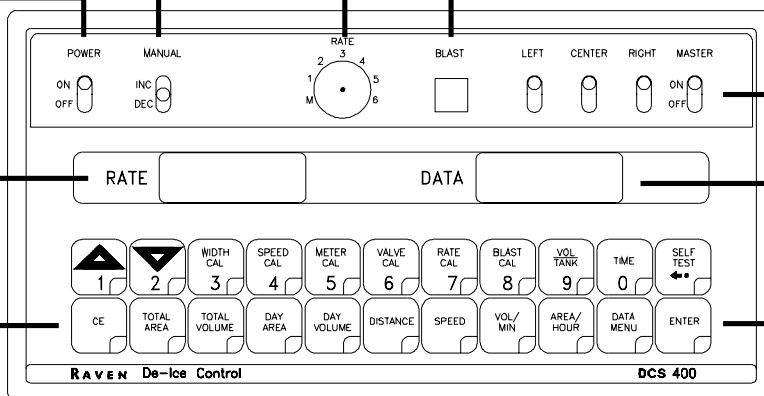 POWER MANUAL RATE BLAST LEFT CENTER RIGHT MASTER
ON OFF
INC DEC
M 1 2 3 4 5 6
ON OFF
RATE DATA
1
2
WIDTH CAL 3
SPEED CAL 4
METER CAL 5
VALVE CAL 6
RATE CAL 7
BLAST CAL 8
VOL TANK 9
TIME 0
SELF TEST
CE
TOTAL AREA
TOTAL VOLUME
DAY AREA
DAY VOLUME
DISTANCE
SPEED
VOL/ MIN
AREA/ HOUR
DATA MENU
ENTER
RAVEN De-Ice Control DCS 400